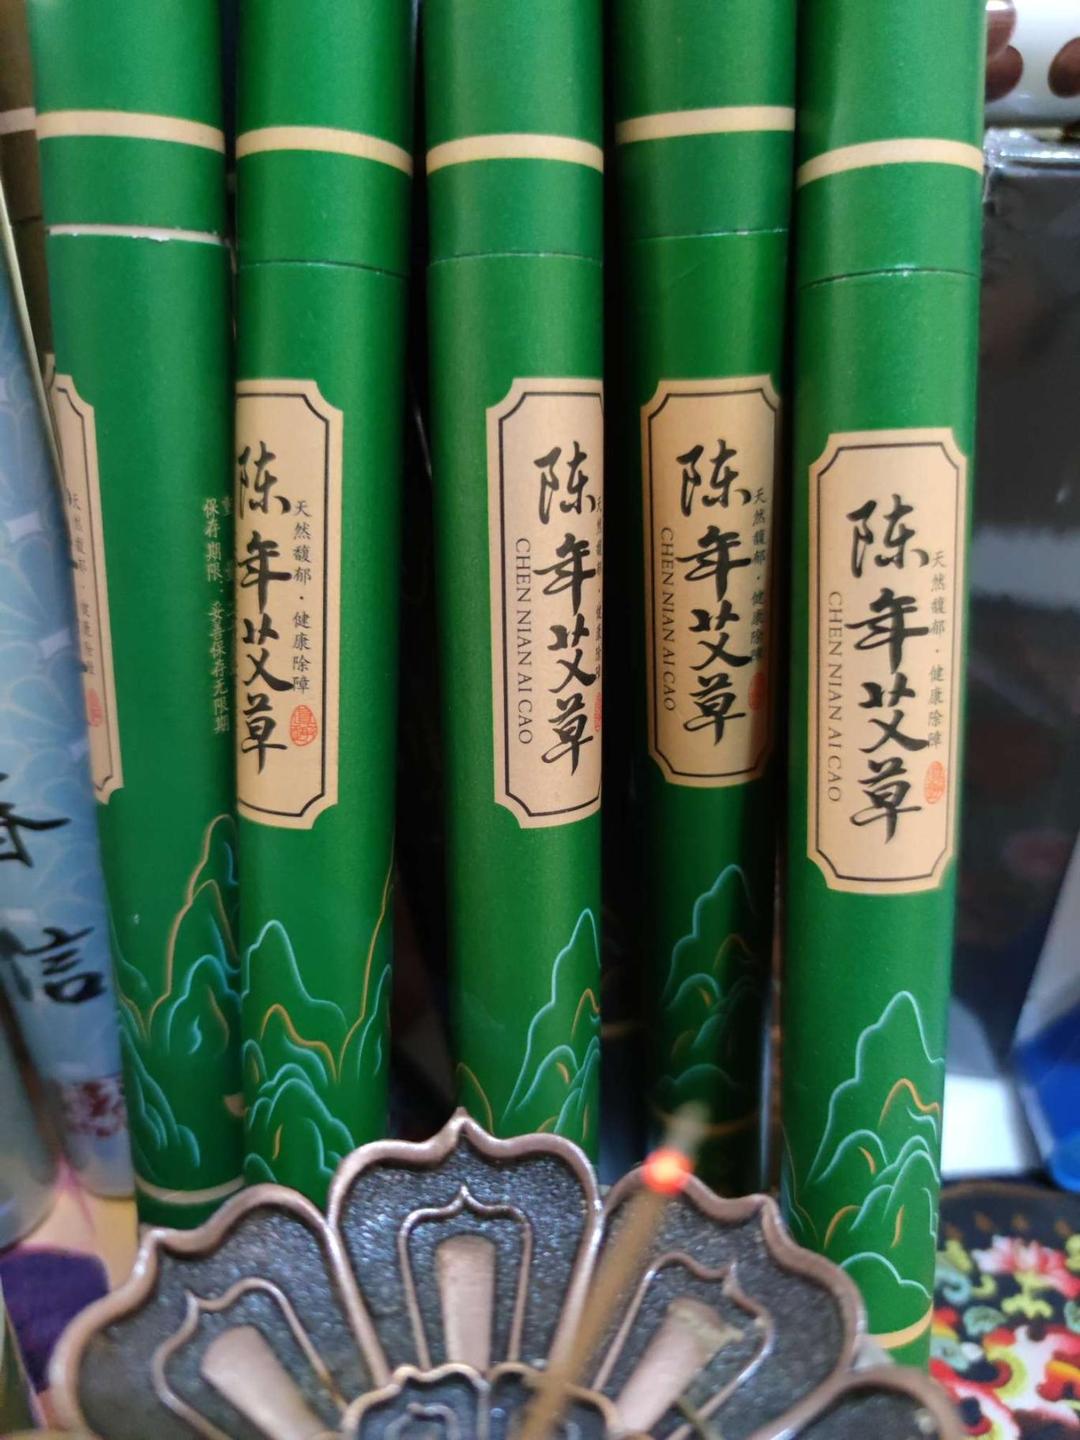 天然馥郁·健康
保存期限:妥善保存无限期
陈年艾草
天然馥郁·健康除障
陈年艾草
CHEN NIAN AI CAO
陈年艾草
CHEN NIAN AI CAO
天然馥郁·健康除
陈年艾草
CHEN NIAN AI CAO
天然馥郁·健康除障
信